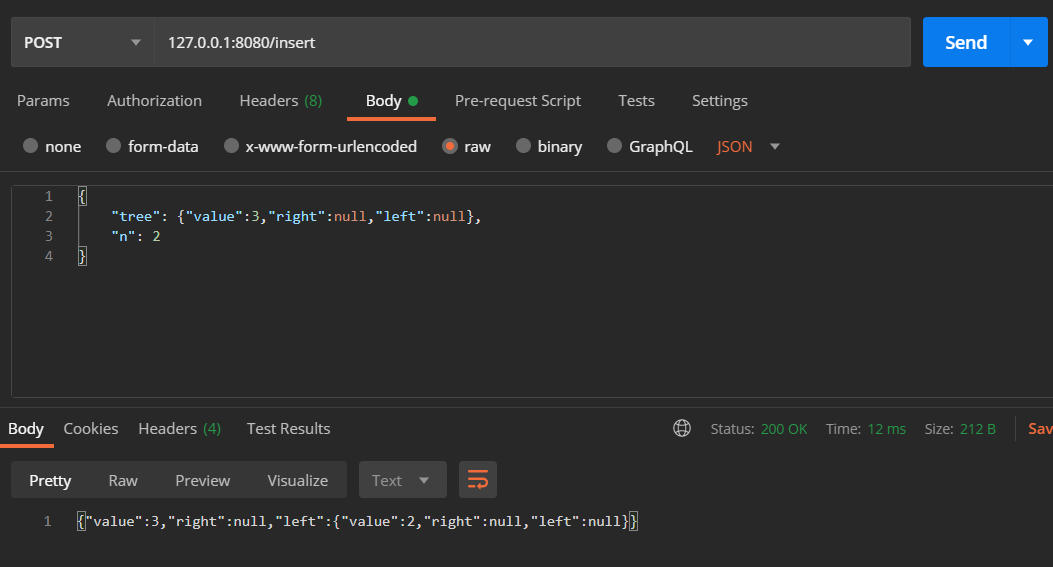 POST 127.0.0.1:8080/insert Send
Params Authorization Headers (8) Body Pre-request Script Tests Settings
none form-data x-www-form-urlencoded raw binary GraphQL JSON
1 {
2 "tree": {"value":3,"right":null,"left":null},
3 "n": 2
4 }
Body Cookies Headers (4) Test Results Status: 200 OK Time: 12 ms Size: 212 B Sav
Pretty Raw Preview Visualize Text
1 {"value":3,"right":null,"left":{"value":2,"right":null,"left":null}}